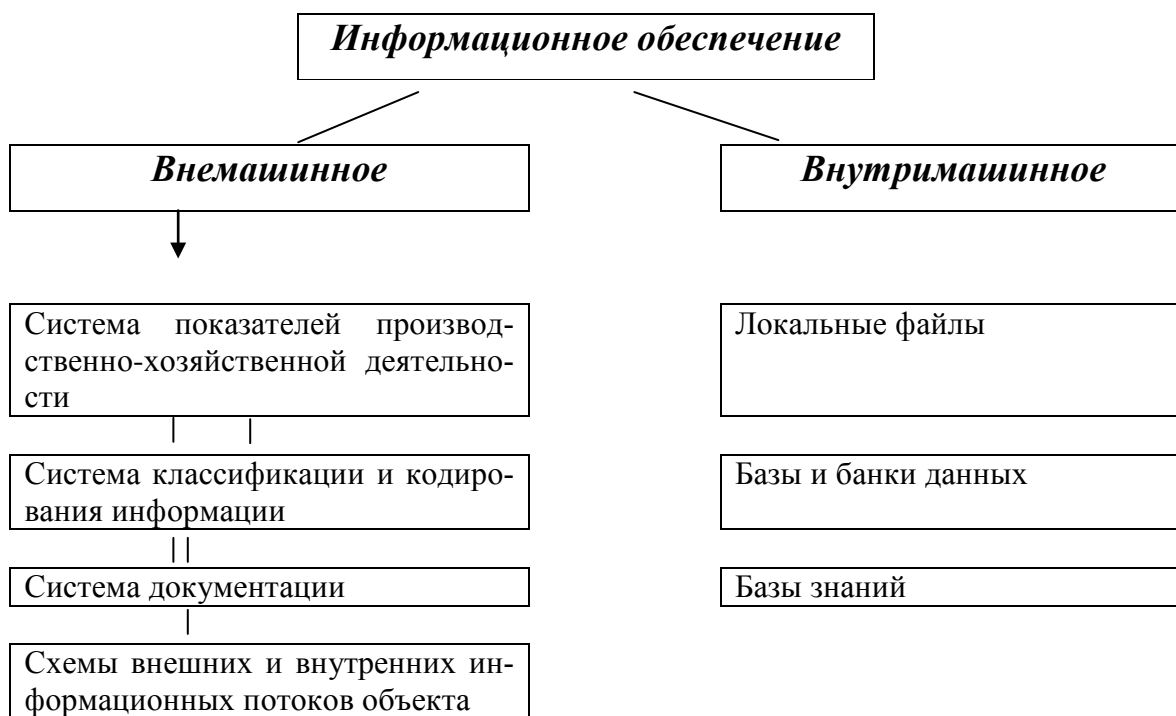 Информационное обеспечение
Внемашинное
Внутримашинное
Система показателей производ-
ственно-хозяйственной деятельно-
сти
Локальные файлы
Система классификации и кодиро-
вания информации
Базы и банки данных
Система документации
Базы знаний
Схемы внешних и внутренних ин-
формационных потоков объекта